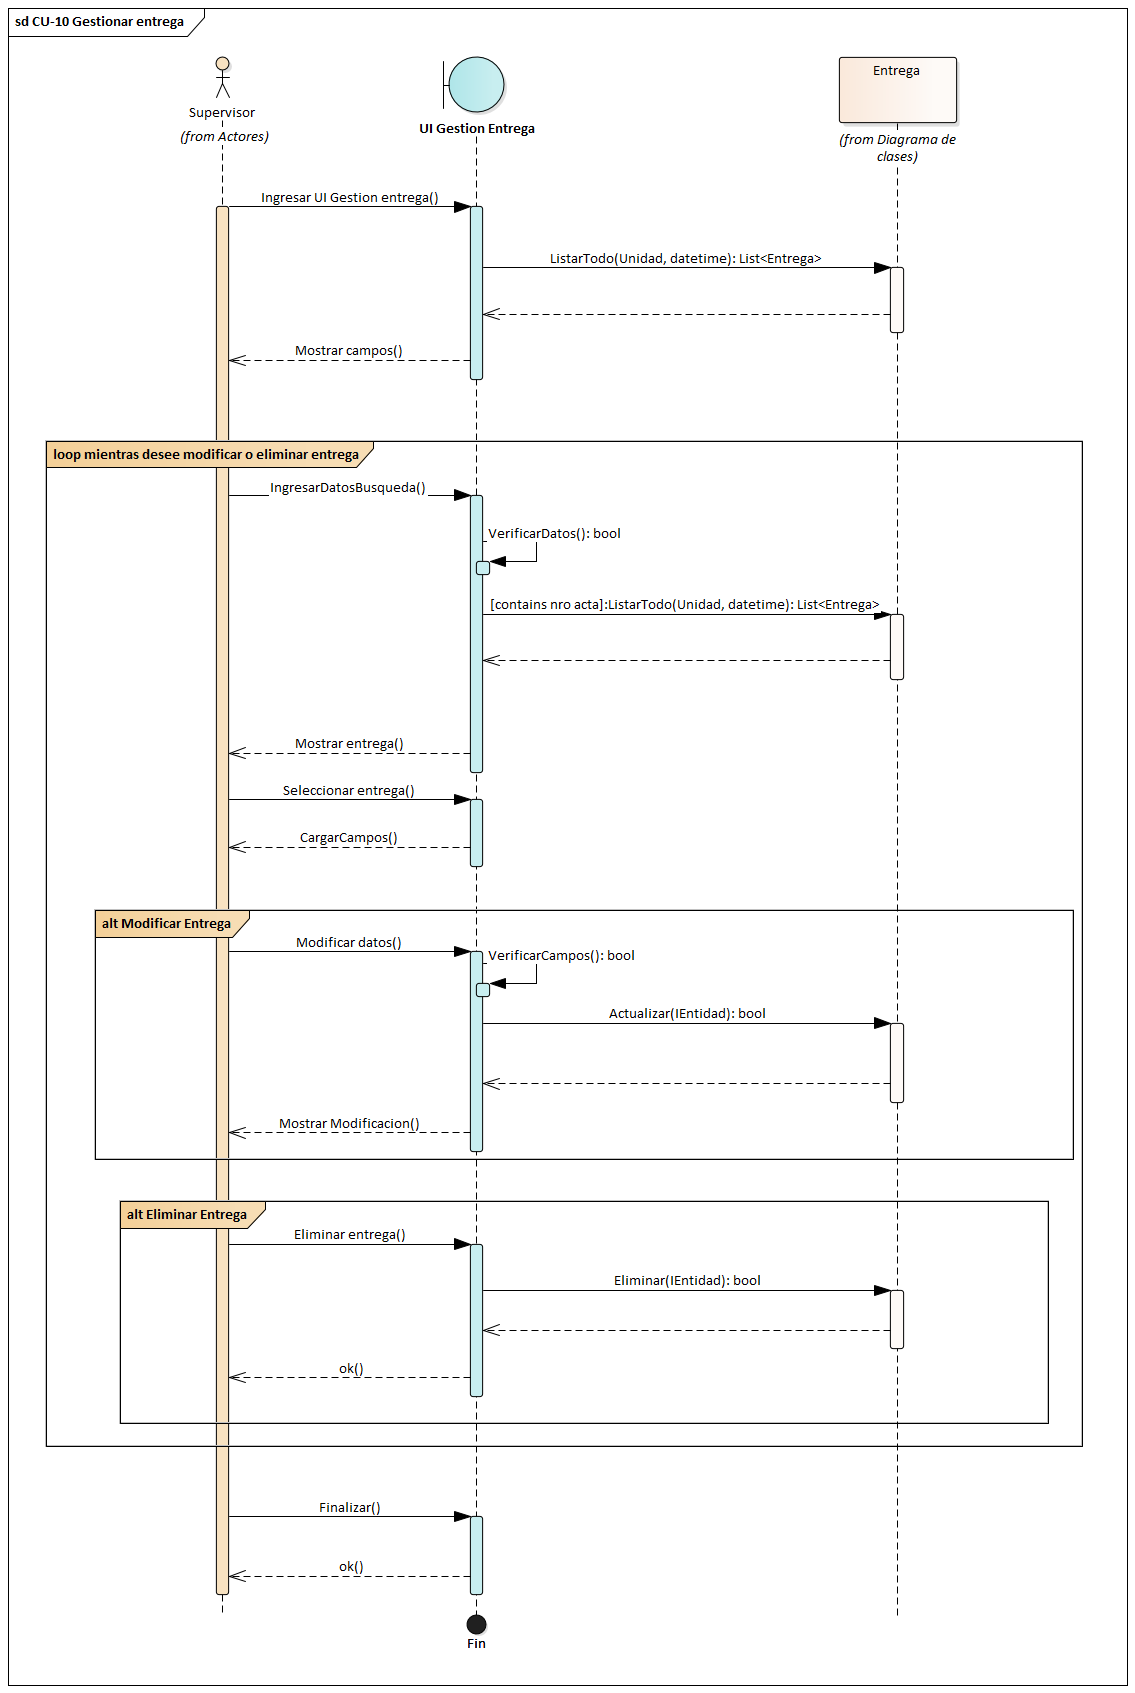 sd CU-10 Gestionar entrega
Supervisor
(from Actores)
UI Gestion Entrega
Entrega
(from Diagrama de
clases)
Ingresar UI Gestion entrega()
ListarTodo(Unidad, datetime): List<Entrega>
Mostrar campos()
loop mientras desee modificar o eliminar entrega
IngresarDatosBusqueda()
VerificarDatos(): bool
[contains nro acta]:ListarTodo(Unidad, datetime): List<Entrega>
Mostrar entrega()
Seleccionar entrega()
CargarCampos()
alt Modificar Entrega
Modificar datos()
VerificarCampos(): bool
Actualizar(IEntidad): bool
Mostrar Modificacion()
alt Eliminar Entrega
Eliminar entrega()
Eliminar(IEntidad): bool
ok()
Finalizar()
ok()
Fin